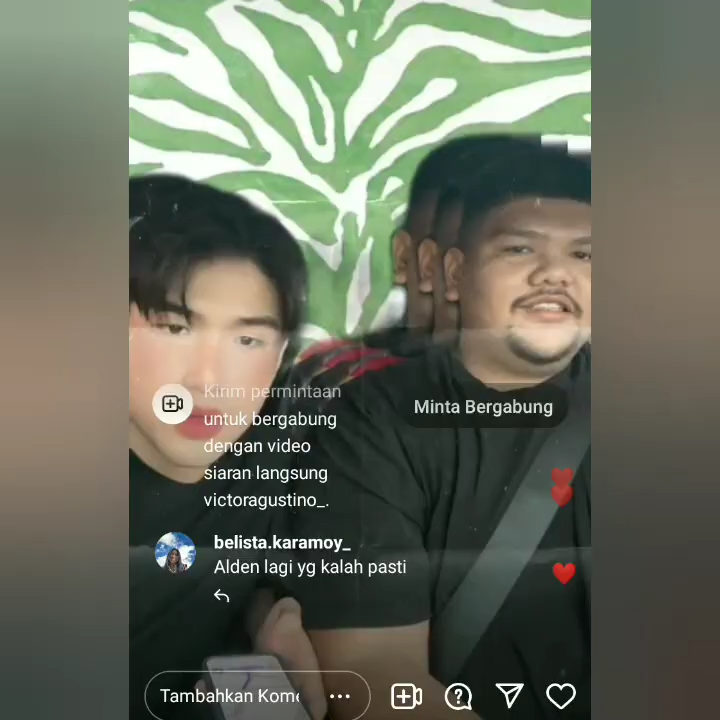 Kirim permintaan
untuk bergabung
dengan video
siaran langsung
victoragustino_.
Minta Bergabung
belista.karamoy_
Alden lagi yg kalah pasti
Tambahkan Kome